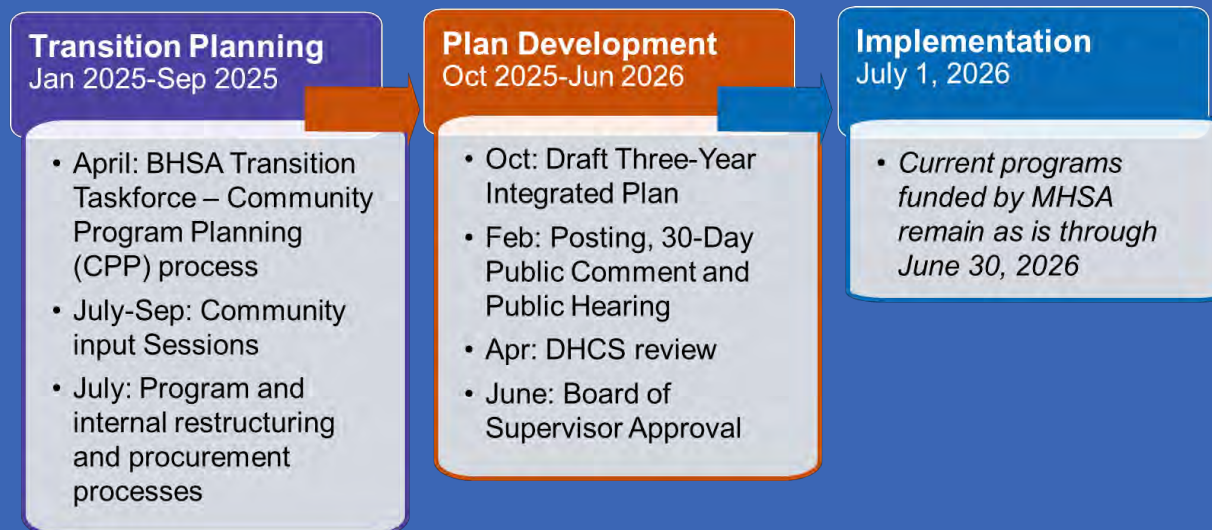 Transition Planning
Jan 2025-Sep 2025
• April: BHSA Transition
Taskforce – Community
Program Planning
(CPP) process
• July-Sep: Community
input Sessions
• July: Program and
internal restructuring
and procurement
processes
Plan Development
Oct 2025-Jun 2026
• Oct: Draft Three-Year
Integrated Plan
• Feb: Posting, 30-Day
Public Comment and
Public Hearing
• Apr: DHCS review
• June: Board of
Supervisor Approval
Implementation
July 1, 2026
• Current programs
funded by MHSA
remain as is through
June 30, 2026